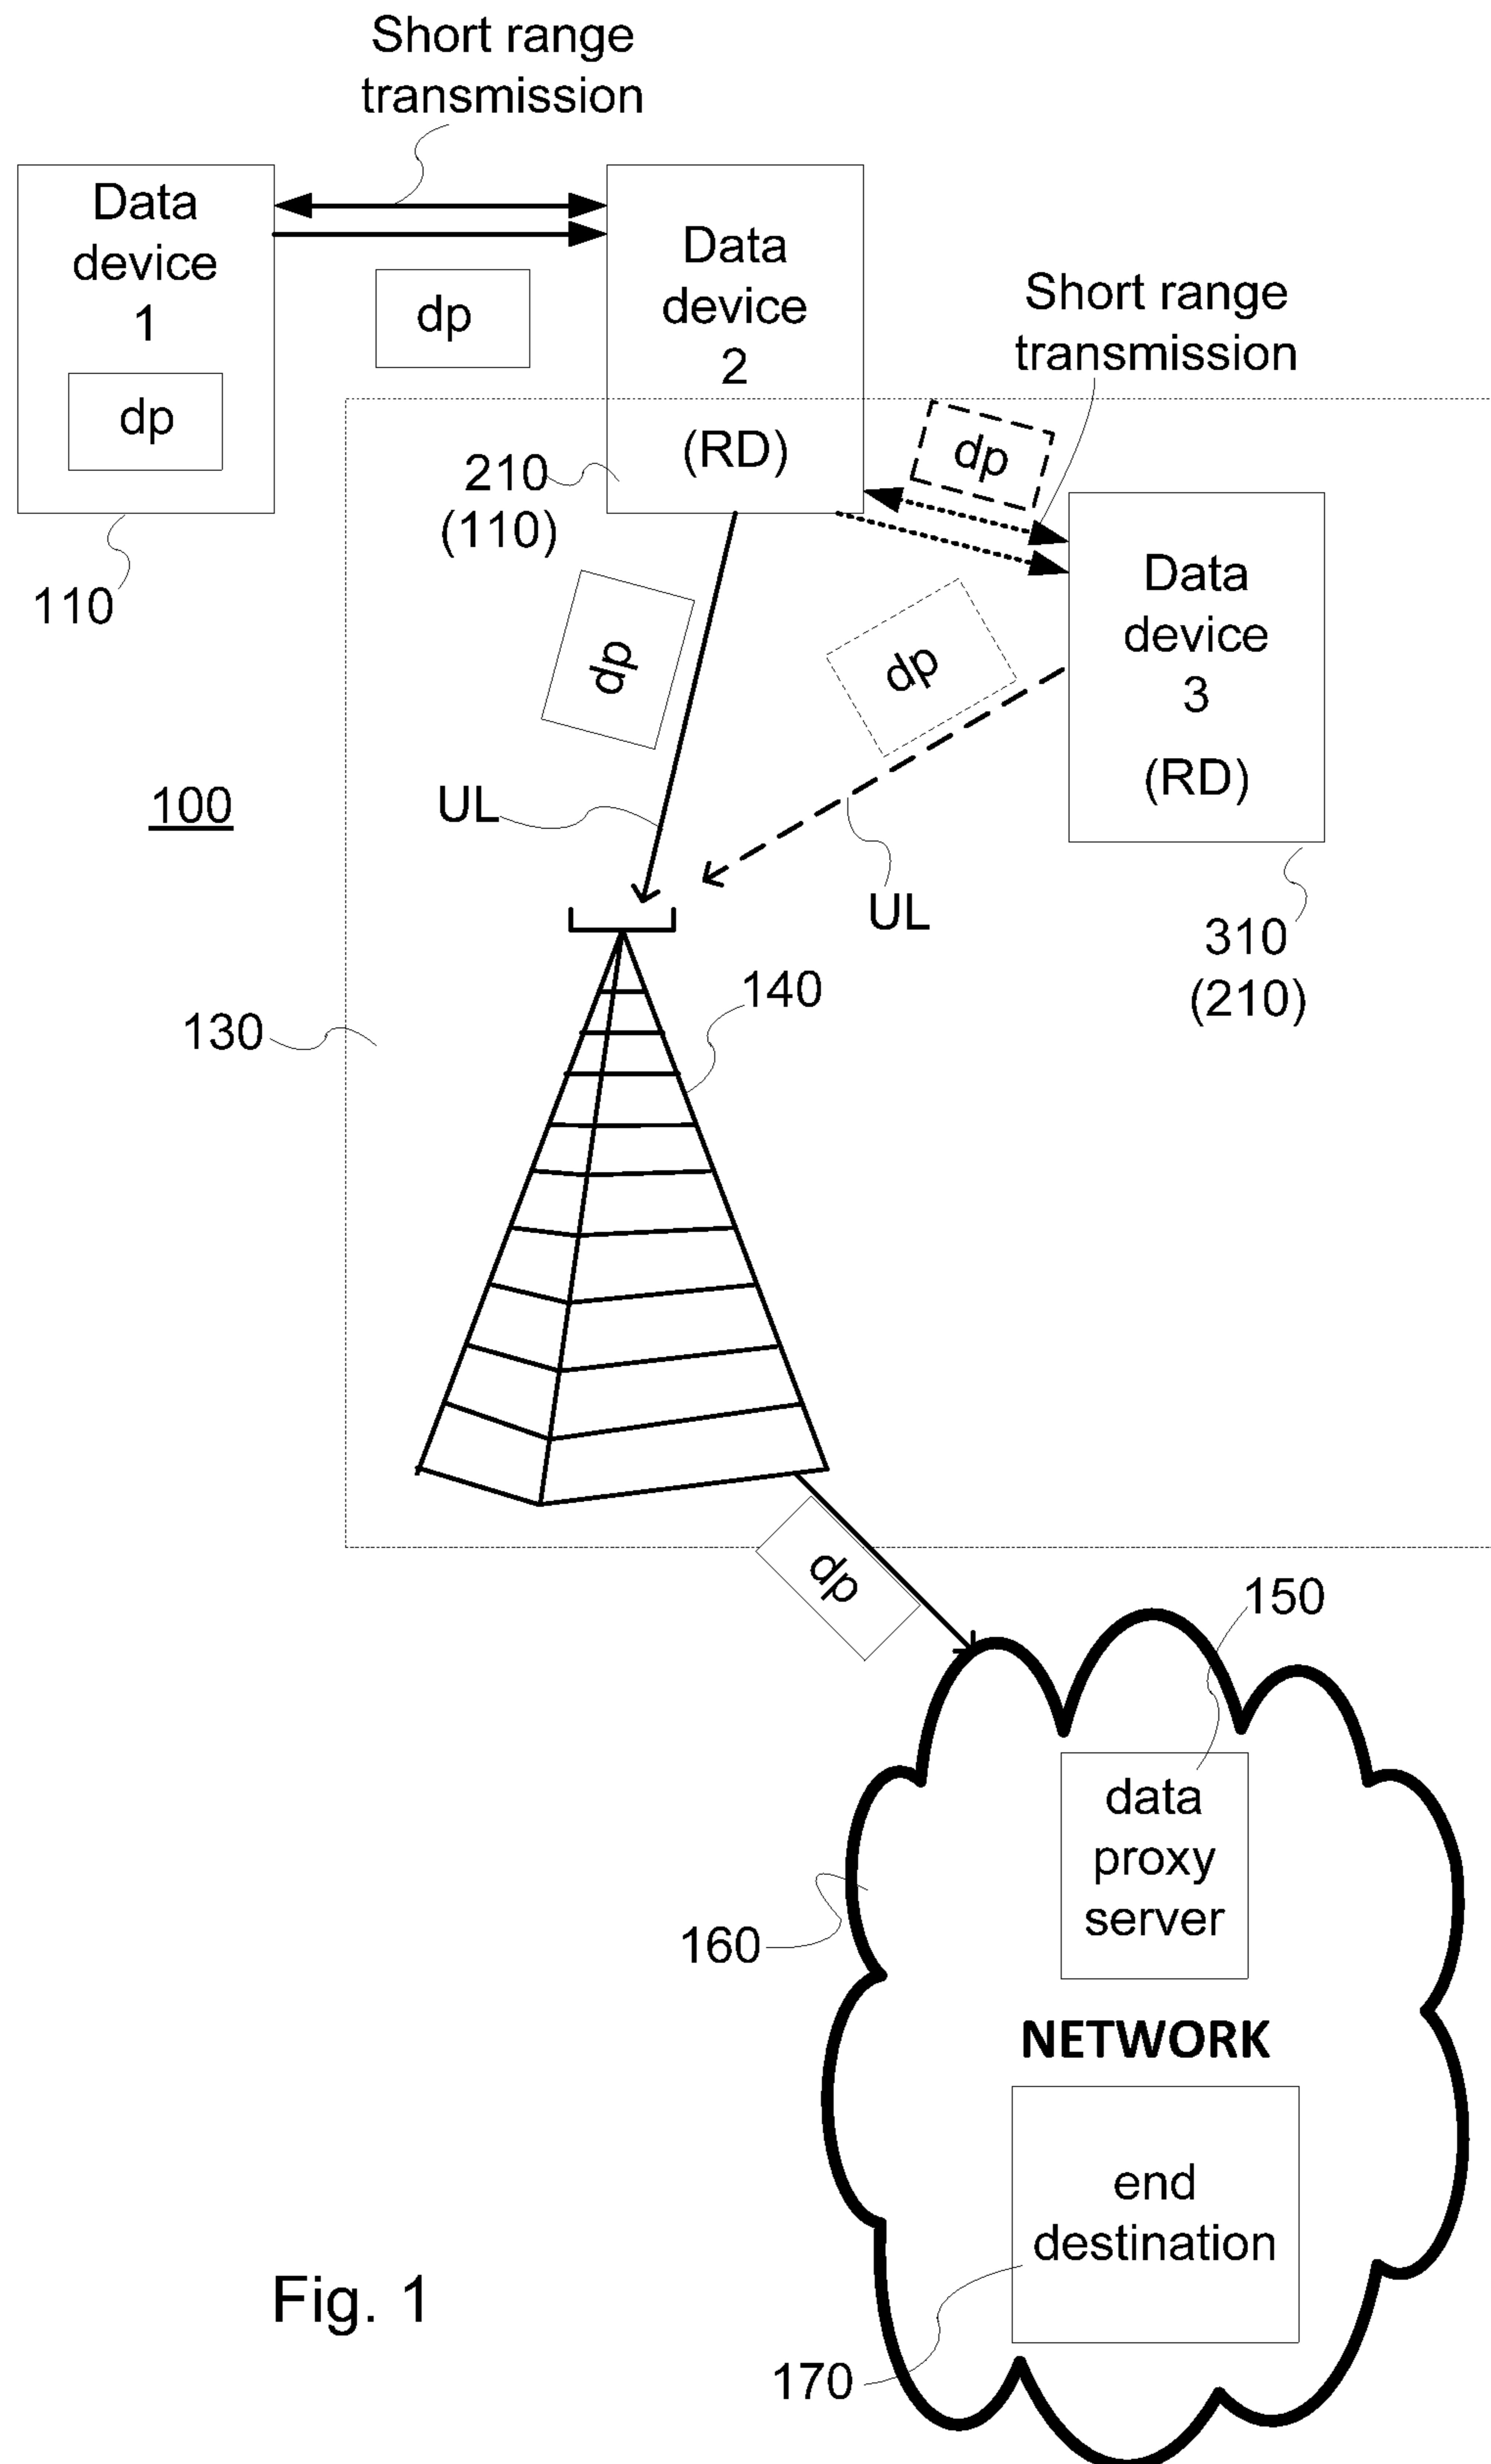 Short range
transmission
Data
device
1
dp
110
dp
Data
device
2
(RD)
210
(110)
Short range
transmission
dp
Data
device
3
(RD)
310
(210)
dp
UL
dp
UL
100
130
140
dp
150
data
proxy
server
160
NETWORK
end
destination
170
Fig. 1